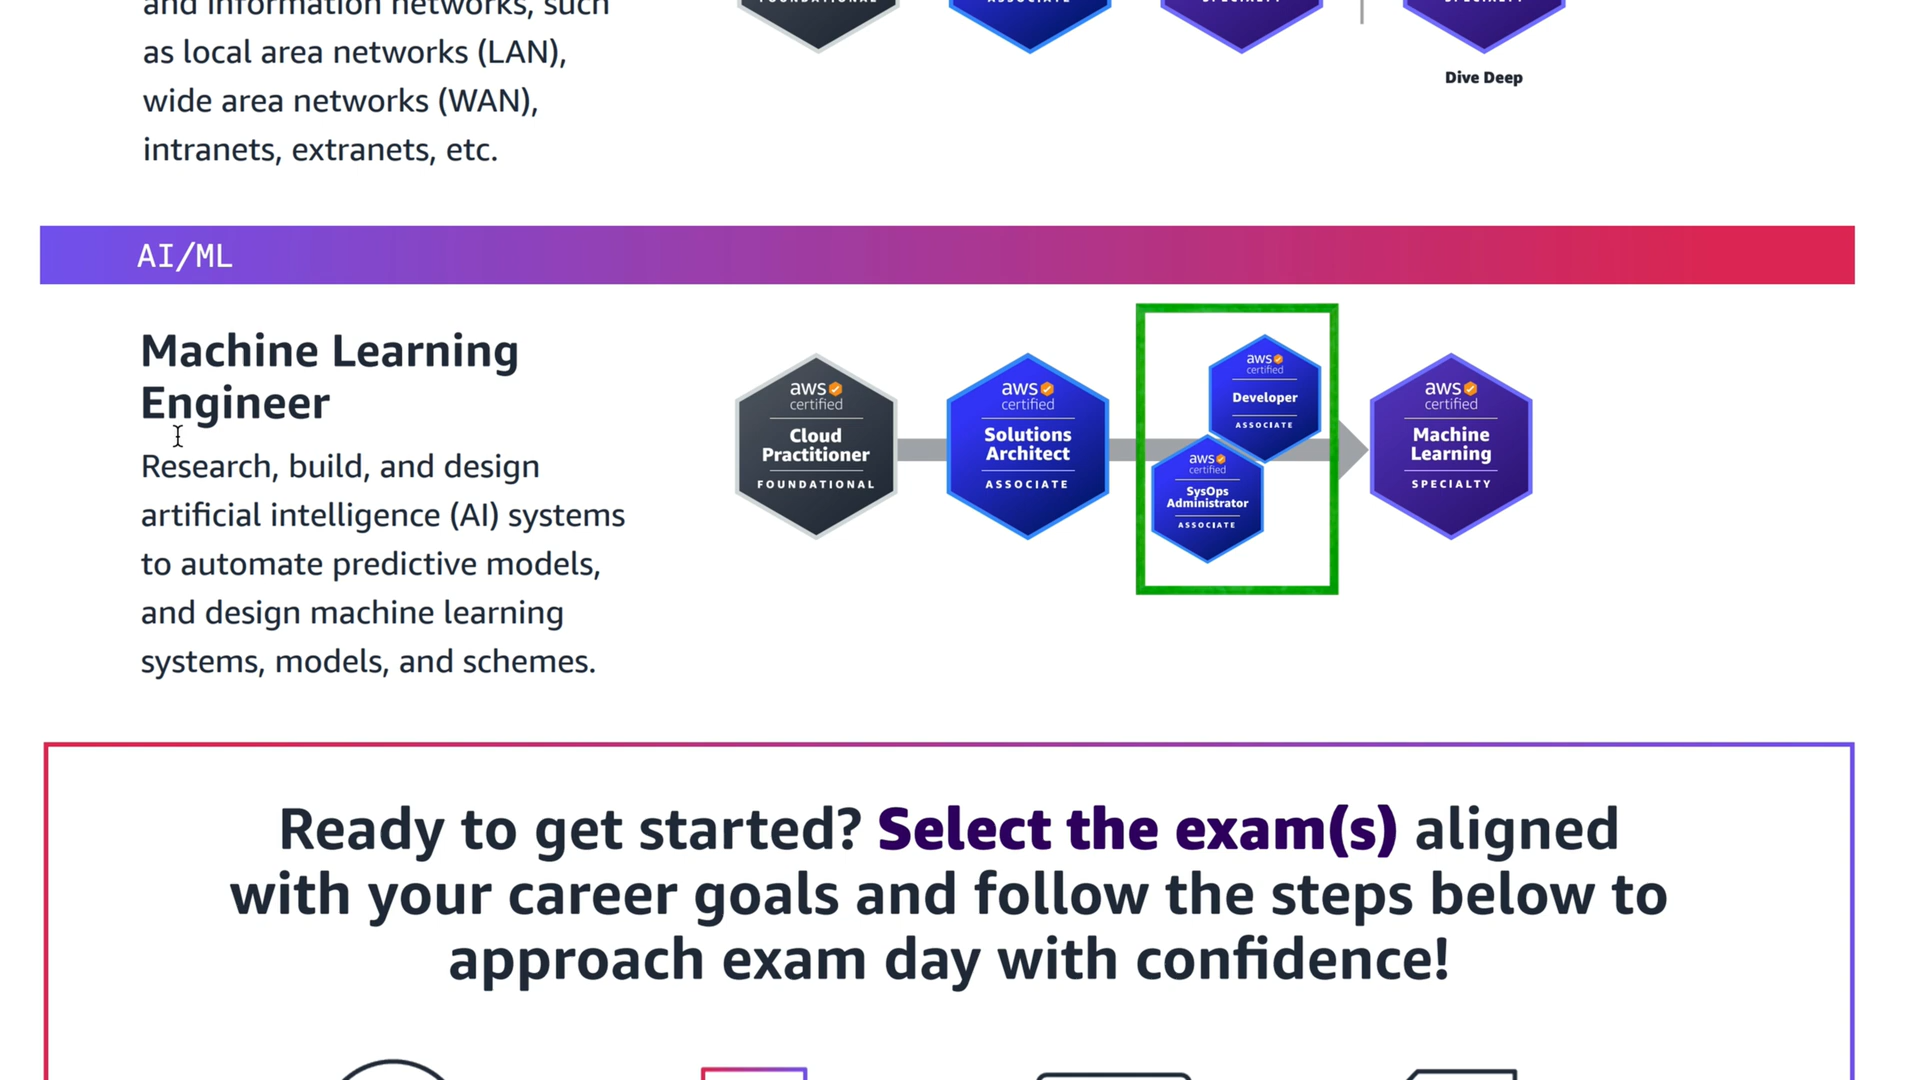 and information networks, such
as local area networks (LAN),
wide area networks (WAN),
intranets, extranets, etc.
FOUNDATIONAL
ASSOCIATE
SPECIALTY
SPECIALTY
Dive Deep
AI/ML
Machine Learning
Engineer
Research, build, and design
artificial intelligence (AI) systems
to automate predictive models,
and design machine learning
systems, models, and schemes.
aws
certified
Cloud
Practitioner
FOUNDATIONAL
aws
certified
Solutions
Architect
ASSOCIATE
aws
certified
Developer
ASSOCIATE
aws
certified
SysOps
Administrator
ASSOCIATE
aws
certified
Machine
Learning
SPECIALTY
Ready to get started? Select the exam(s) aligned
with your career goals and follow the steps below to
approach exam day with confidence!